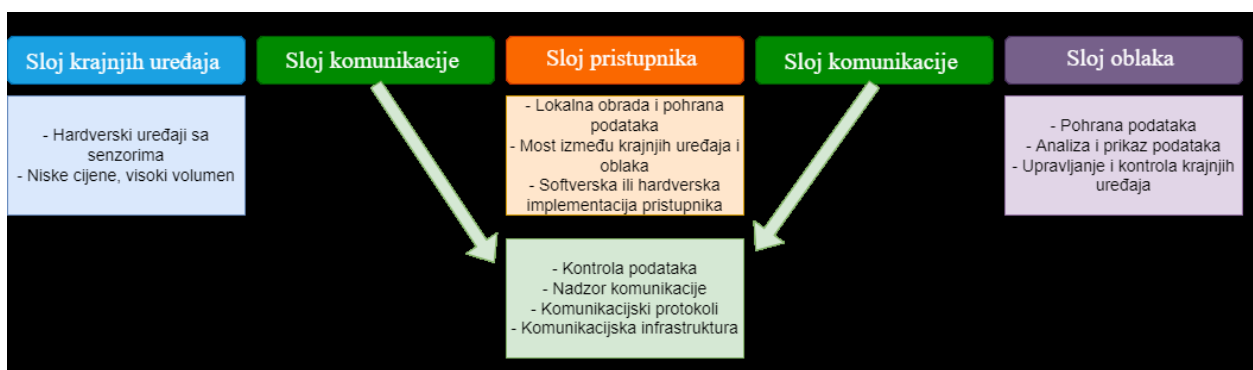 Sloj krajnjih uređaja
Sloj komunikacije
Sloj pristupnika
Sloj komunikacije
Sloj oblaka
- Hardverski uređaji sa
senzorima
- Niske cijene, visoki volumen
- Lokalna obrada i pohrana
podataka
- Most između krajnjih uređaja i
oblaka
- Softverska ili hardverska
implementacija pristupnika
- Pohrana podataka
- Analiza i prikaz podataka
- Upravljanje i kontrola krajnjih
uređaja
- Kontrola podataka
- Nadzor komunikacije
- Komunikacijski protokoli
- Komunikacijska infrastruktura